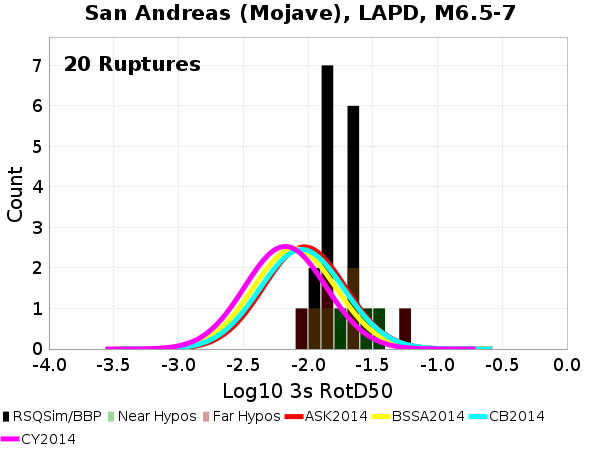 San Andreas (Mojave), LAPD, M6.5-7
20 Ruptures
Count
7
6
5
4
3
2
1
0
-4.0 -3.5 -3.0 -2.5 -2.0 -1.5 -1.0 -0.5 0.0
Log10 3s RotD50
RSQSim/BBP Near Hypos Far Hypos ASK2014 BSSA2014 CB2014
CY2014